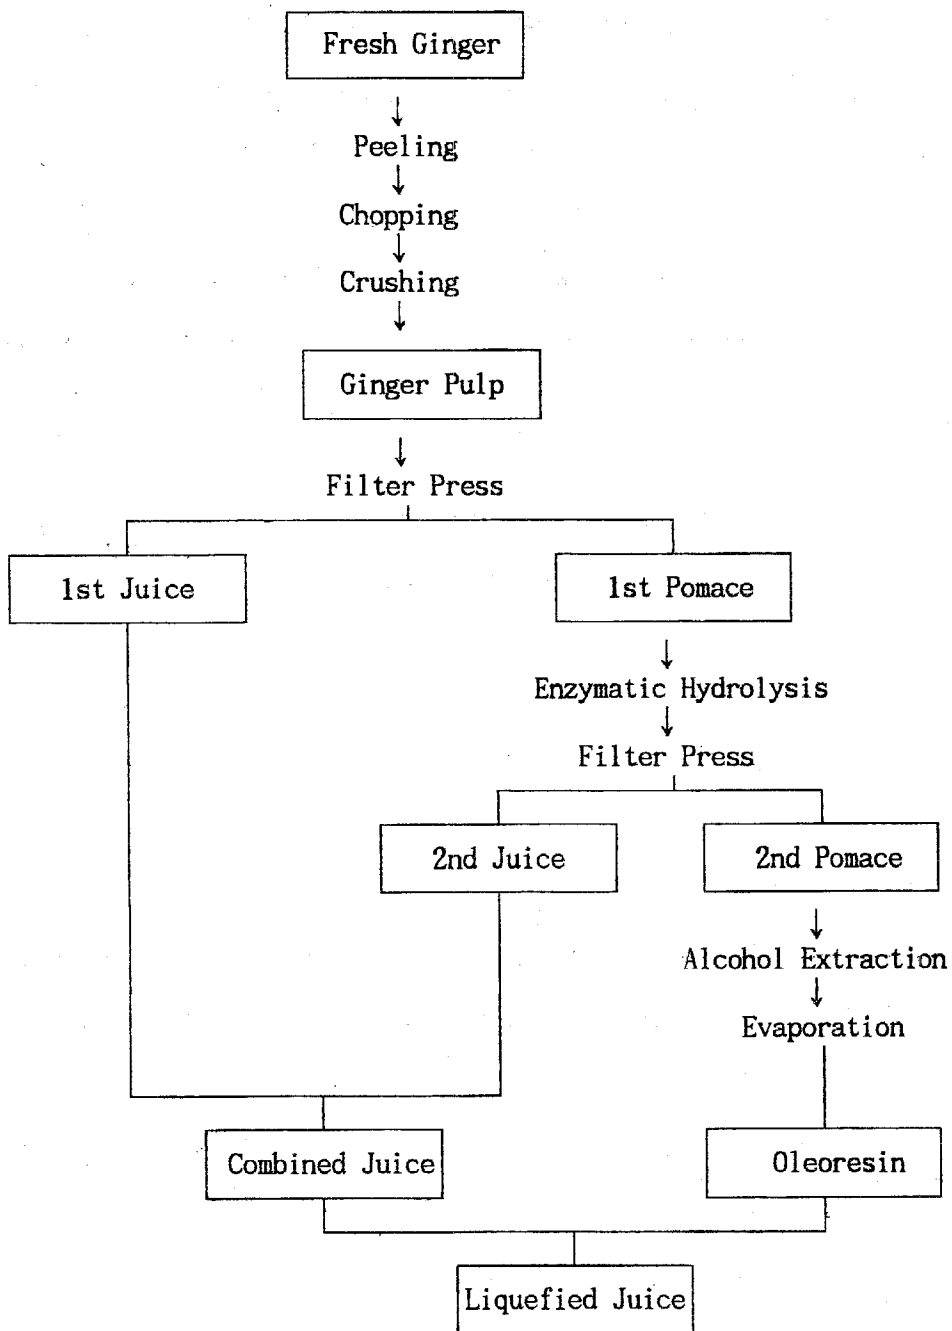 Fresh Ginger
Peeling
Chopping
Crushing
Ginger Pulp
Filter Press
1st Juice
1st Pomace
Enzymatic Hydrolysis
Filter Press
2nd Juice
2nd Pomace
Alcohol Extraction
Evaporation
Combined Juice
Oleoresin
Liquefied Juice